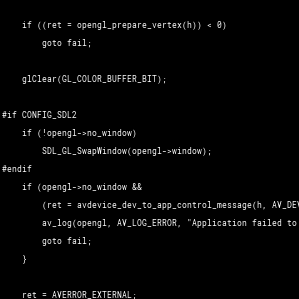 if ((ret = opengl_prepare_vertex(h)) < 0)
goto fail;
glClear(GL_COLOR_BUFFER_BIT);
#if CONFIG_SDL2
if (!opengl->no_window)
SDL_GL_SwapWindow(opengl->window);
#endif
if (opengl->no_window &&
(ret = avdevice_dev_to_app_control_message(h, AV_DEV
av_log(opengl, AV_LOG_ERROR, "Application failed to
goto fail;
}
ret = AVERROR_EXTERNAL;